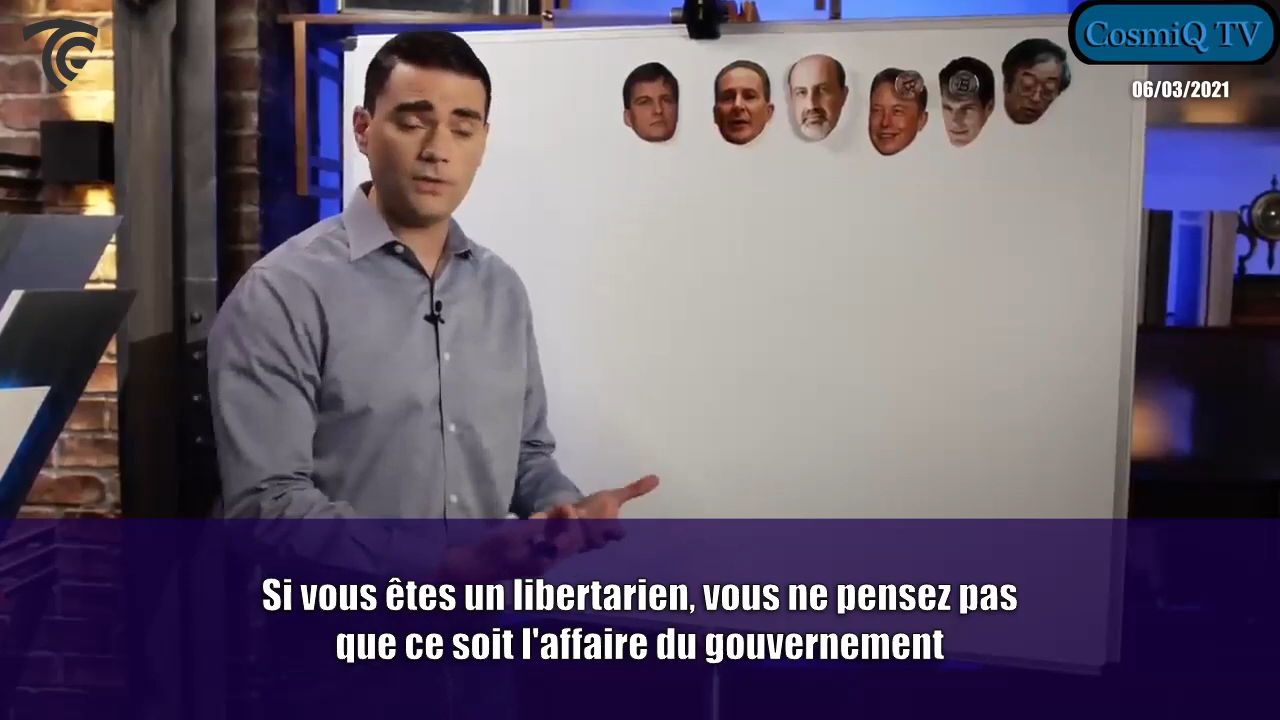 CosmiQ TV
06/03/2021
Si vous êtes un libertarien, vous ne pensez pas
que ce soit l'affaire du gouvernement